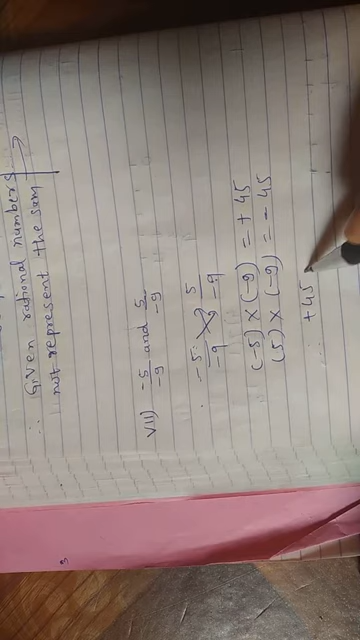 ∴ Given rational numbers
not represent the sam
VII) -5/-9 and 5/-9
-5/-9 × 5/-9
(-5) × (-9) = +45
(5) × (-9) = -45
+45